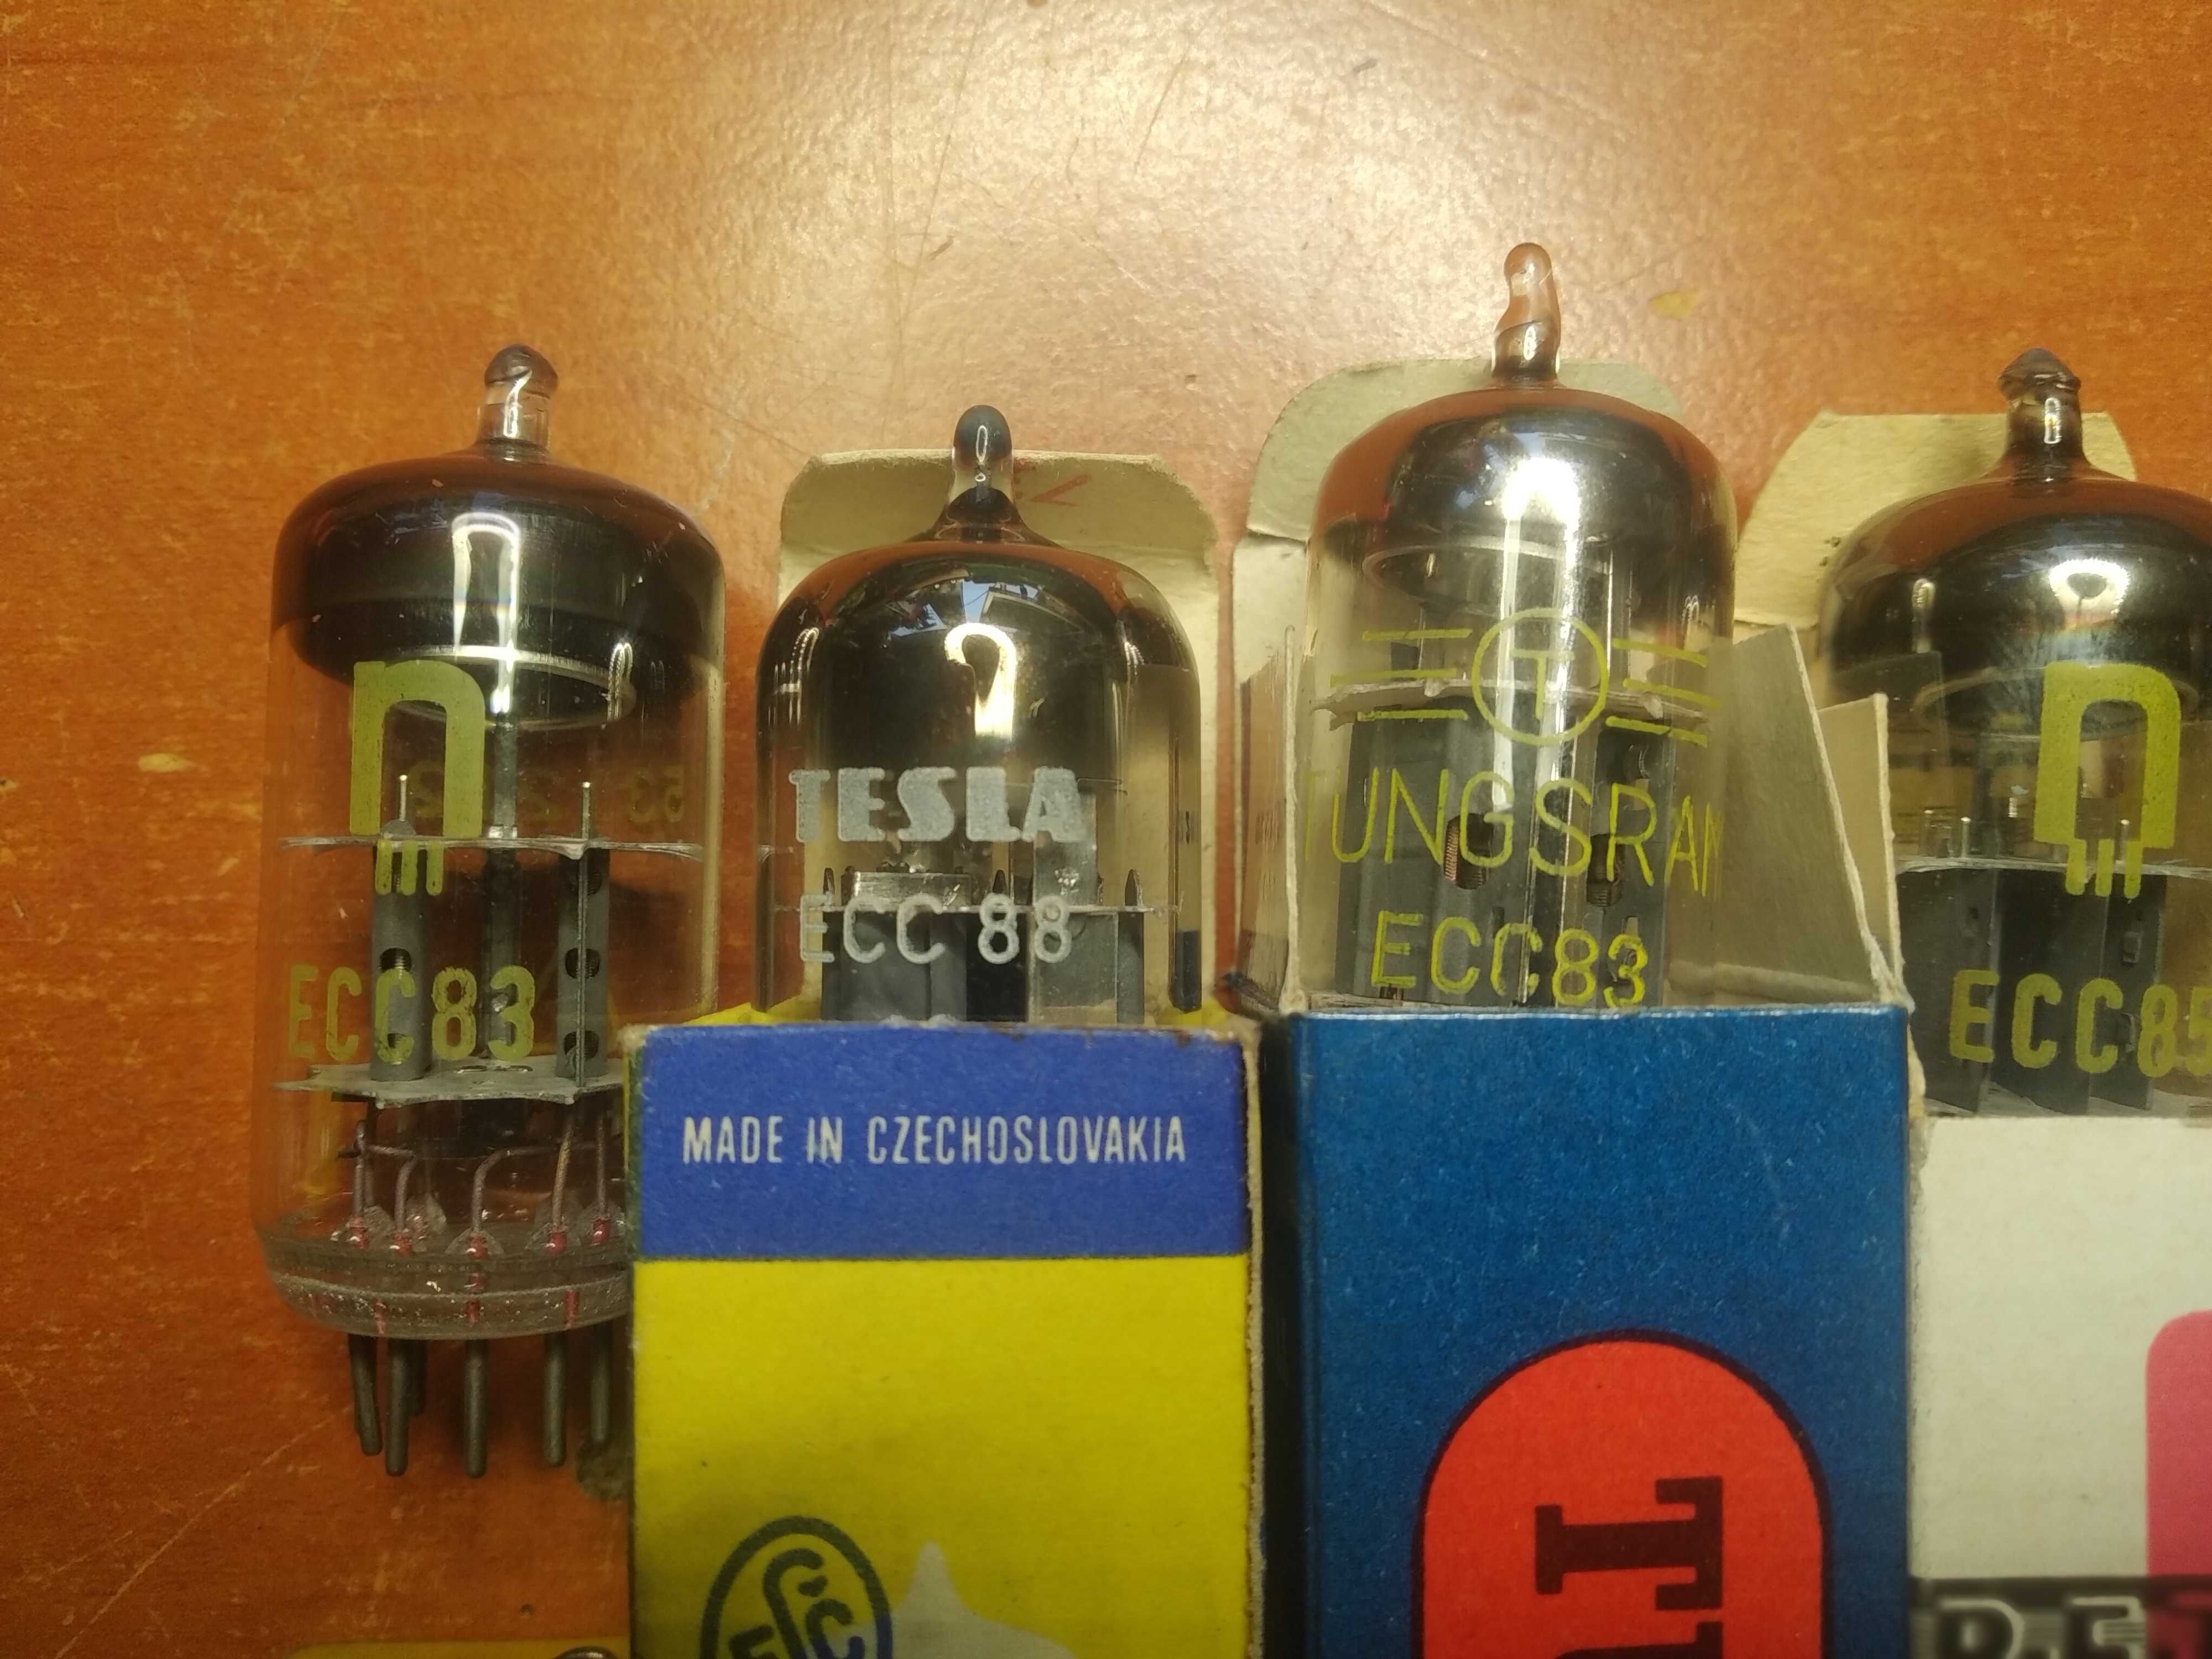 ECC83
TESLA
ECC 88
MADE IN CZECHOSLOVAKIA
TUNGSRAM
ECC83
ECC85